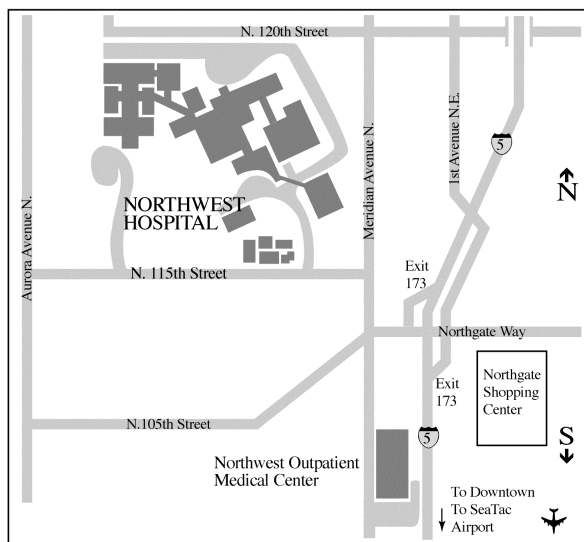 N. 120th Street
Aurora Avenue N.
Meridian Avenue N.
1st Avenue N.E.
5
N
NORTHWEST
HOSPITAL
N. 115th Street
Exit
173
Northgate Way
Exit
173
Northgate
Shopping
Center
N.105th Street
5
S
Northwest Outpatient
Medical Center
To Downtown
To SeaTac
Airport